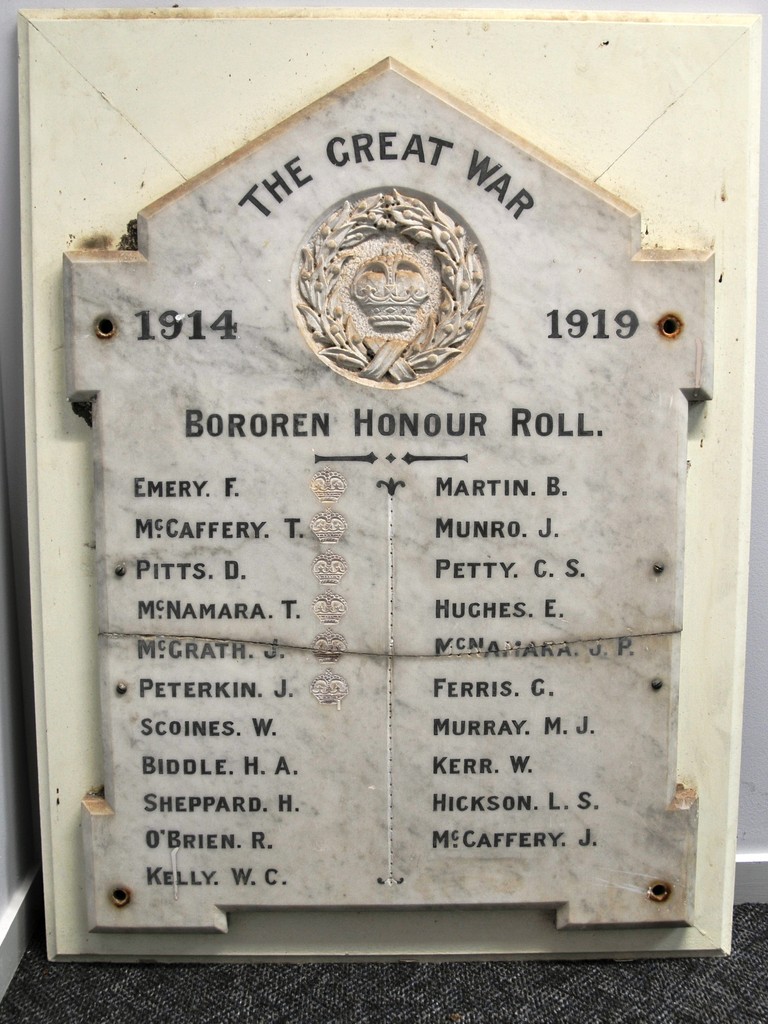 THE GREAT WAR
1914 1919
BOROREN HONOUR ROLL.
EMERY. F.
McCAFFERY. T.
PITTS. D.
McNAMARA. T.
McGRATH. J.
PETERKIN. J.
SCOINES. W.
BIDDLE. H. A.
SHEPPARD. H.
O'BRIEN. R.
KELLY. W. C.
MARTIN. B.
MUNRO. J.
PETTY. C. S.
HUGHES. E.
McNAMARA. J. P.
FERRIS. G.
MURRAY. M. J.
KERR. W.
HICKSON. L. S.
McCAFFERY. J.